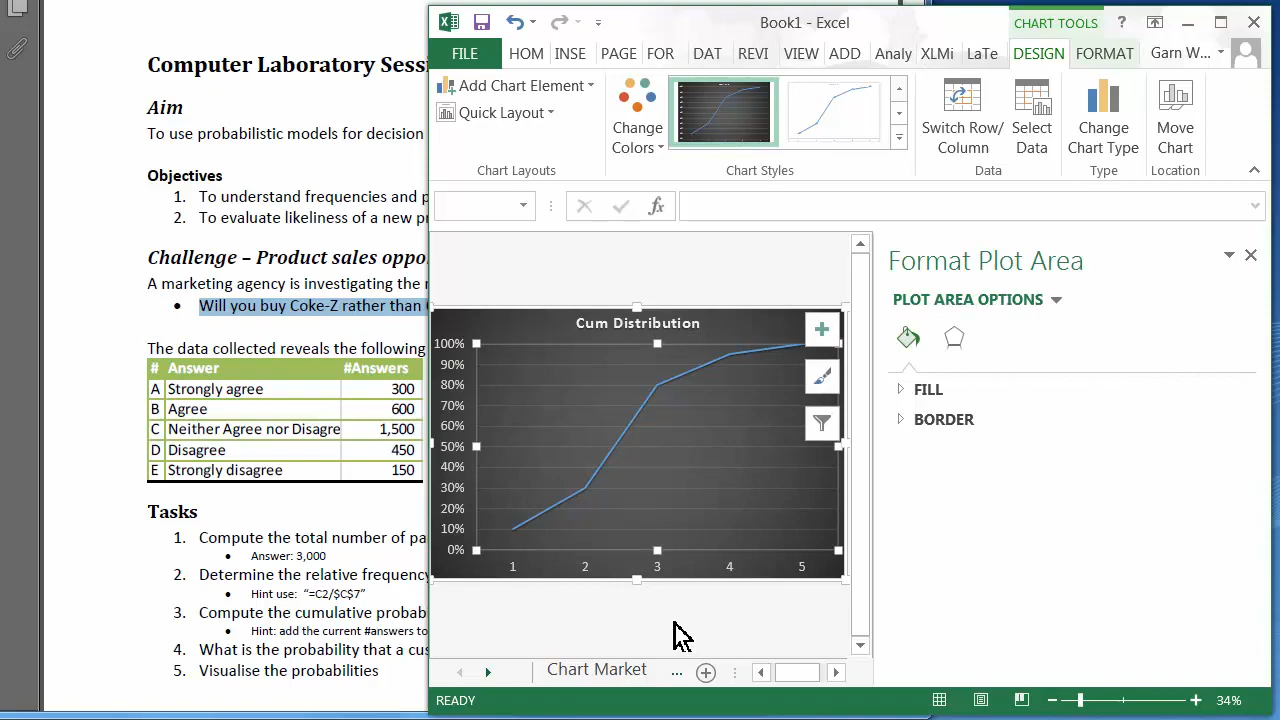 Computer Laboratory Sess
Aim
To use probabilistic models for decision
Objectives
1. To understand frequencies and p
2. To evaluate likeliness of a new pr
Challenge – Product sales oppo
A marketing agency is investigating the r
• Will you buy Coke-Z rather than
The data collected reveals the following
# Answer #Answers
A Strongly agree 300
B Agree 600
C Neither Agree nor Disagre 1,500
D Disagree 450
E Strongly disagree 150
Tasks
1. Compute the total number of pa
• Answer: 3,000
2. Determine the relative frequency
• Hint use: “=C2/$C$7”
3. Compute the cumulative probab
• Hint: add the current #answers to
4. What is the probability that a cus
5. Visualise the probabilities
Book1 - Excel
CHART TOOLS
?
FILE HOM INSE PAGE FOR DAT REVI VIEW ADD Analy XLMi LaTe DESIGN FORMAT Garn W...
Add Chart Element
Quick Layout
Change
Colors
Switch Row/
Column
Select
Data
Change
Chart Type
Move
Chart
Chart Layouts Chart Styles Data Type Location
fx
Cum Distribution
100%
90%
80%
70%
60%
50%
40%
30%
20%
10%
0%
1 2 3 4 5
Format Plot Area
PLOT AREA OPTIONS
FILL
BORDER
Chart Market ...
READY
34%